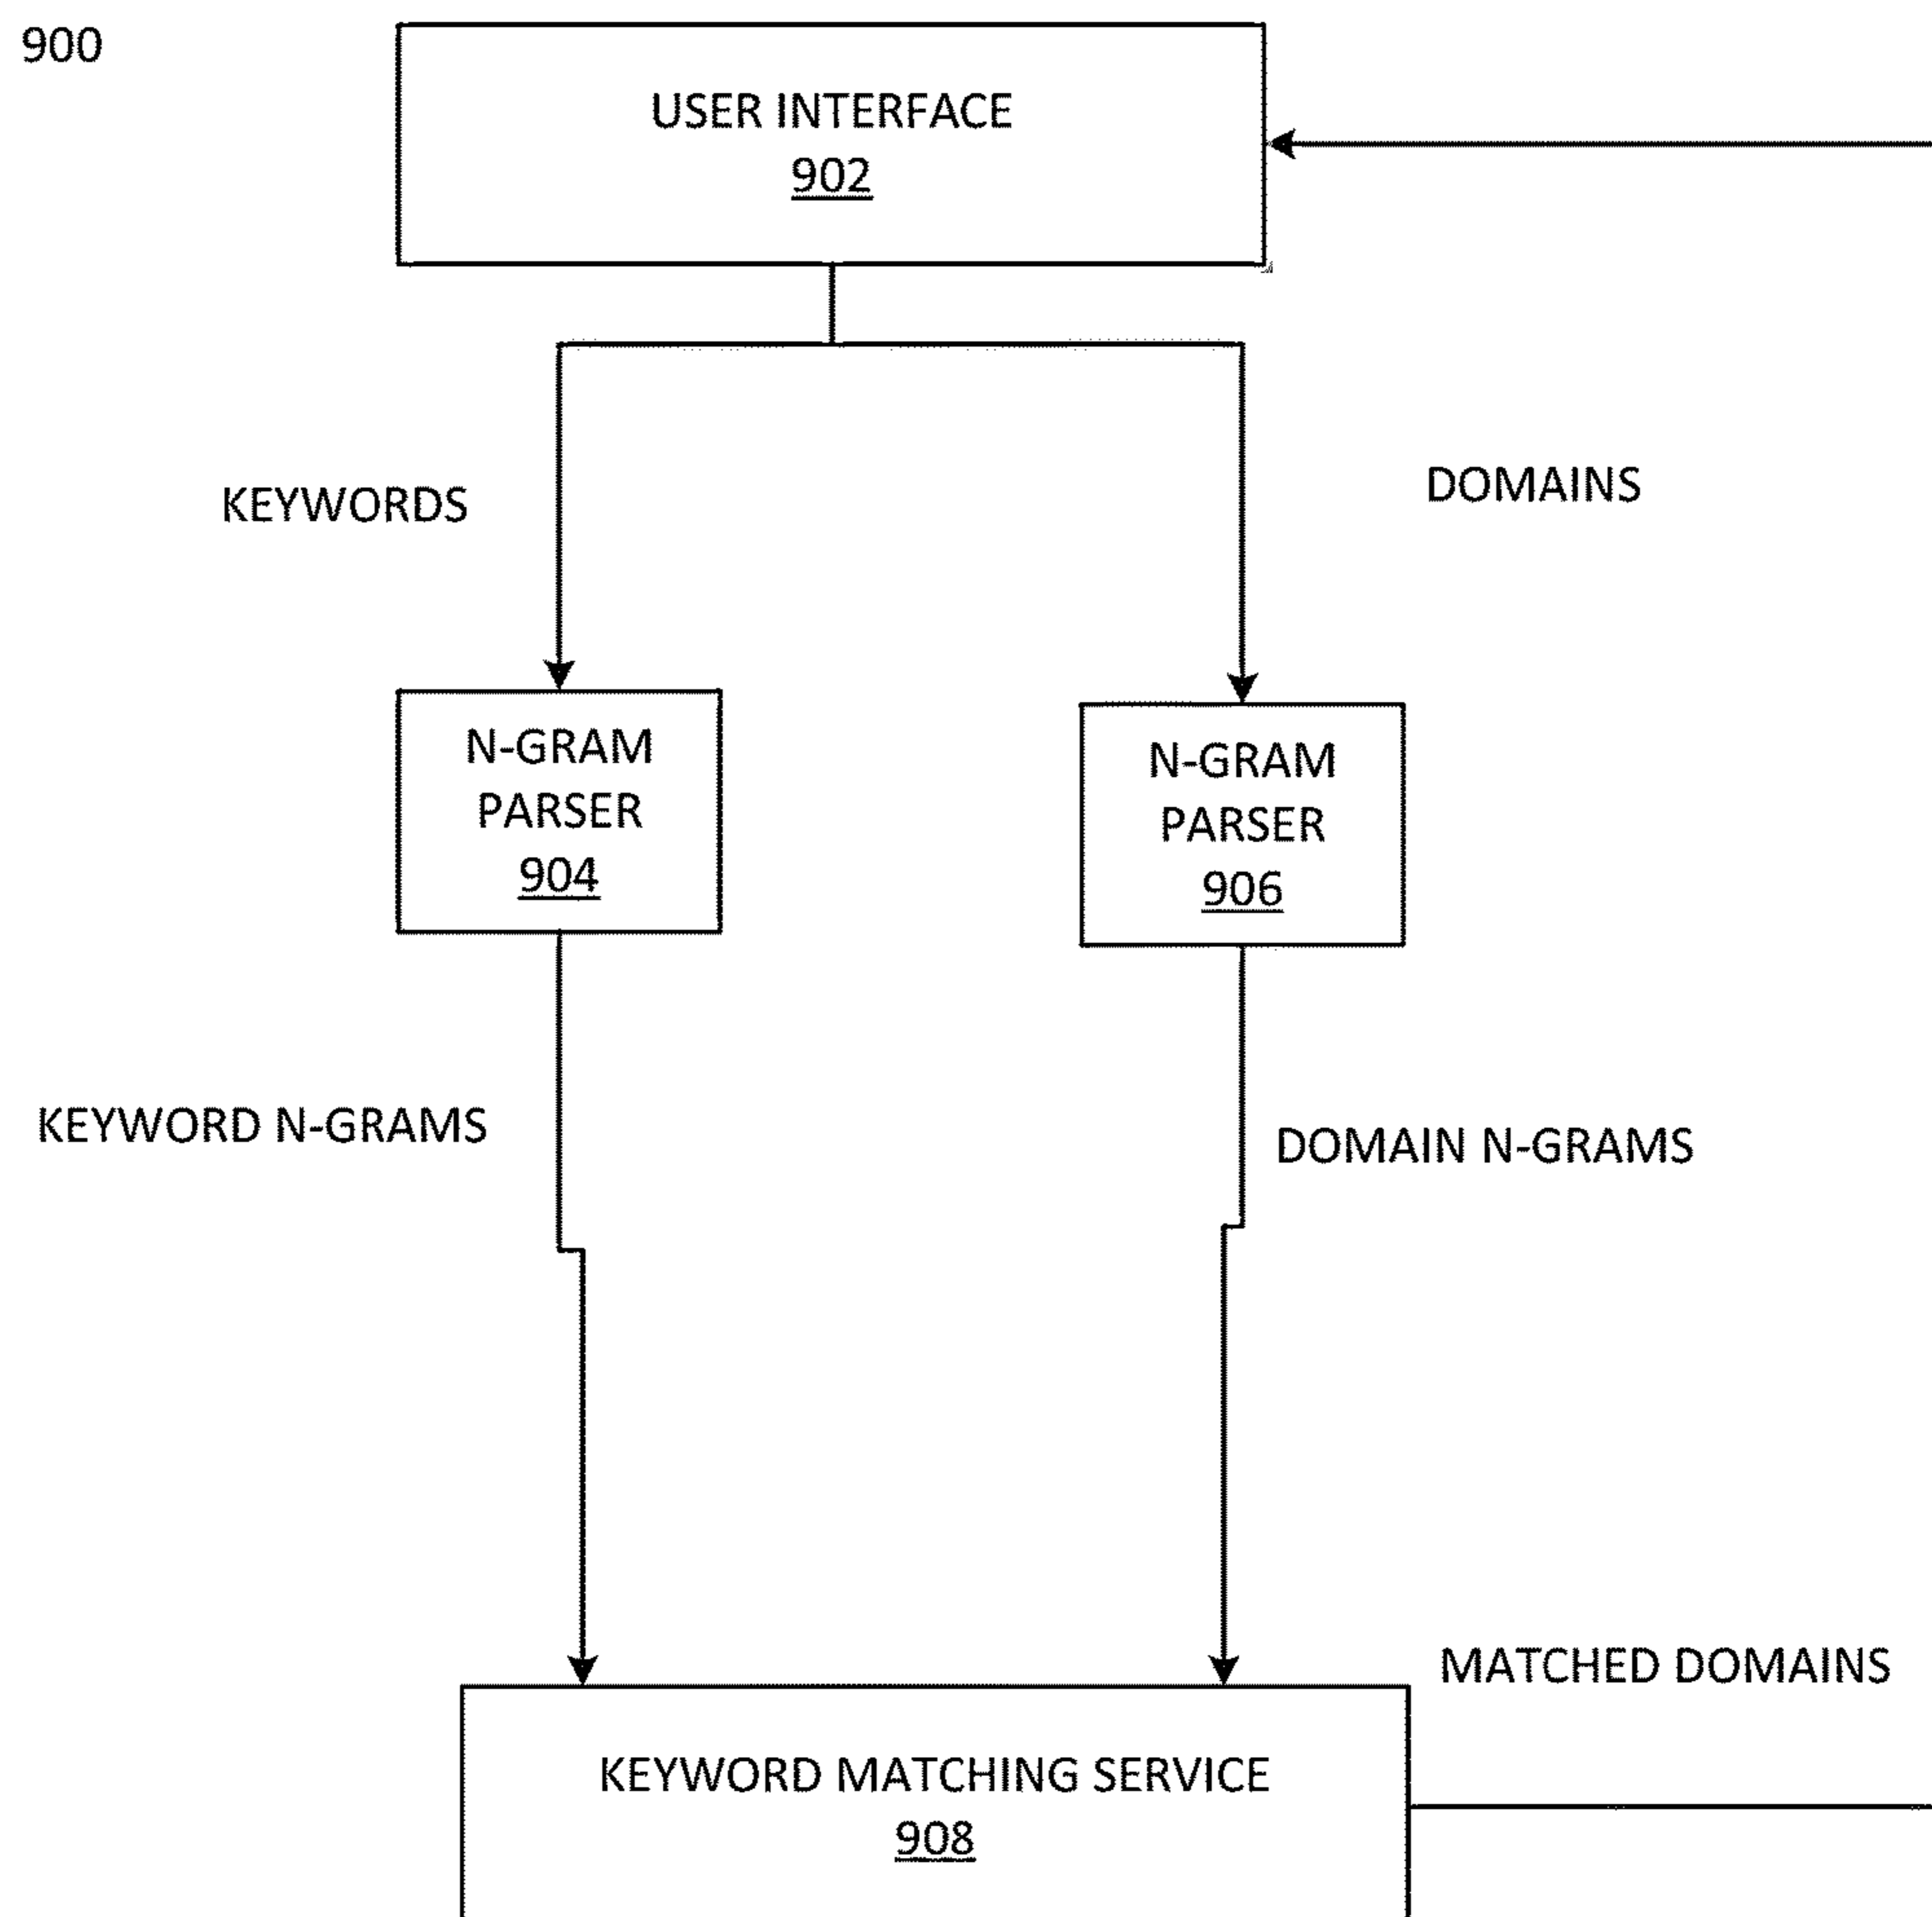 900
USER INTERFACE
902
KEYWORDS
DOMAINS
N-GRAM
PARSER
904
N-GRAM
PARSER
906
KEYWORD N-GRAMS
DOMAIN N-GRAMS
MATCHED DOMAINS
KEYWORD MATCHING SERVICE
908